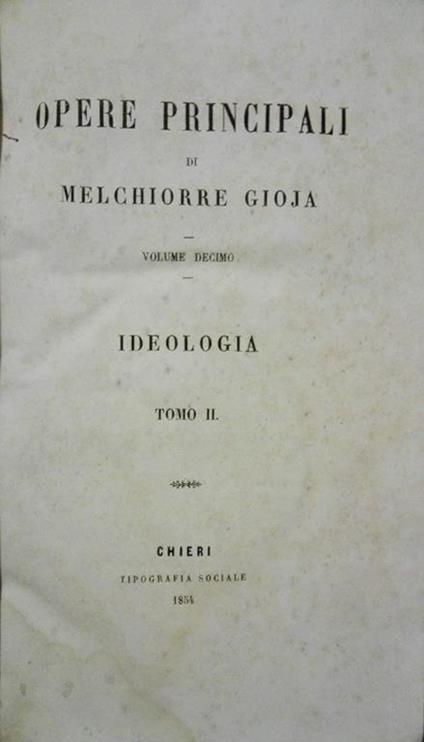 OPERE PRINCIPALI
DI
MELCHIORRE GIOJA
VOLUME DECIMO
IDEOLOGIA
TOMO II.
CHIERI
TIPOGRAFIA SOCIALE
1854